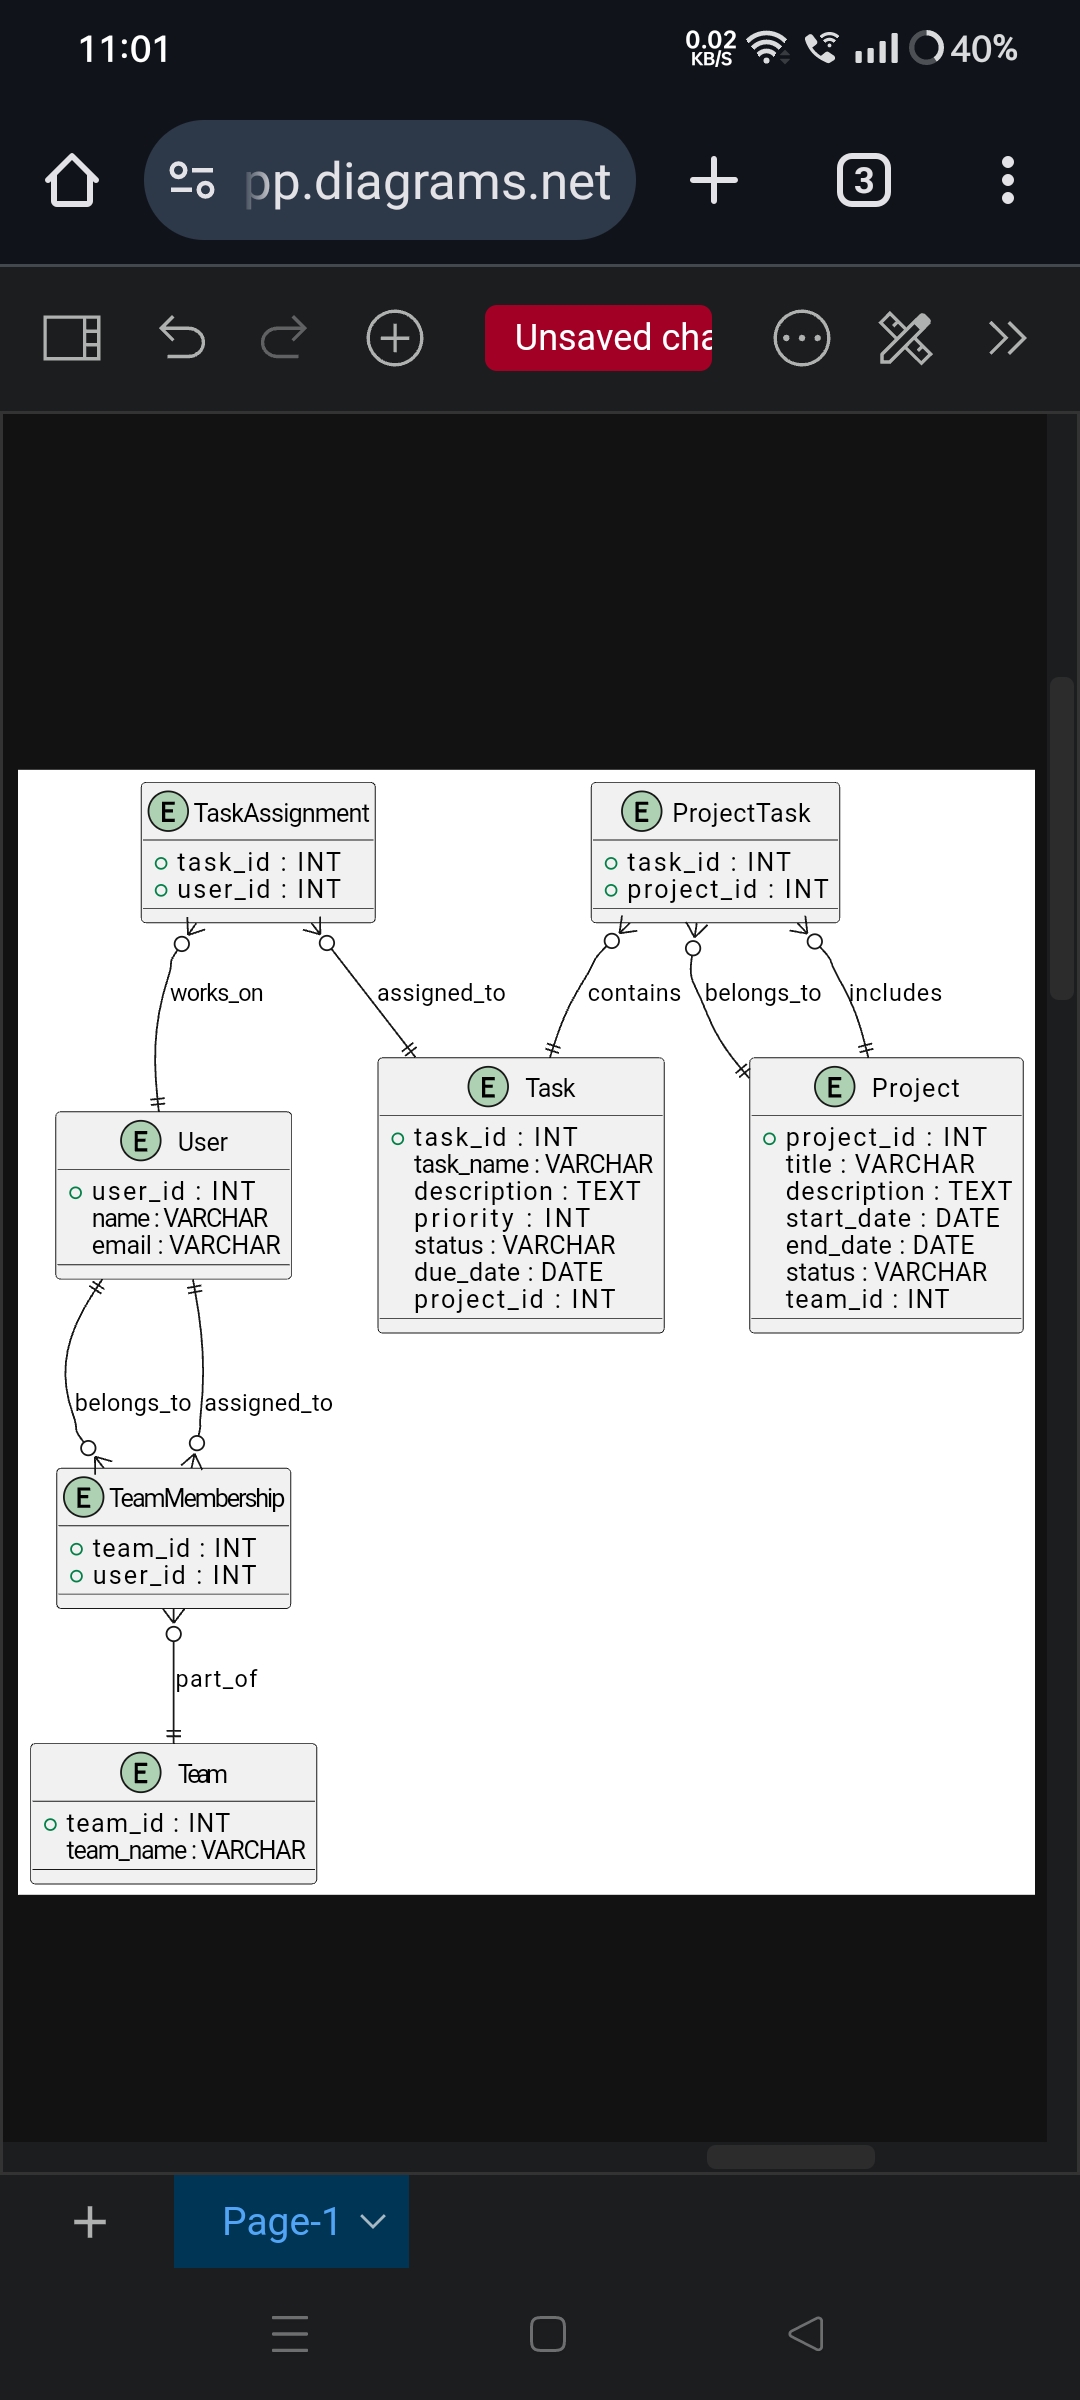 11:01
0.02
KB/S
40%
pp.diagrams.net
3
Unsaved cha
E TaskAssignment
task_id : INT
user_id : INT
E ProjectTask
task_id : INT
project_id : INT
works_on
assigned_to
contains
belongs_to
includes
E Task
task_id : INT
task_name : VARCHAR
description : TEXT
priority : INT
status : VARCHAR
due_date : DATE
project_id : INT
E Project
project_id : INT
title : VARCHAR
description : TEXT
start_date : DATE
end_date : DATE
status : VARCHAR
team_id : INT
E User
user_id : INT
name : VARCHAR
email : VARCHAR
belongs_to
assigned_to
E TeamMembership
team_id : INT
user_id : INT
part_of
E Team
team_id : INT
team_name : VARCHAR
Page-1